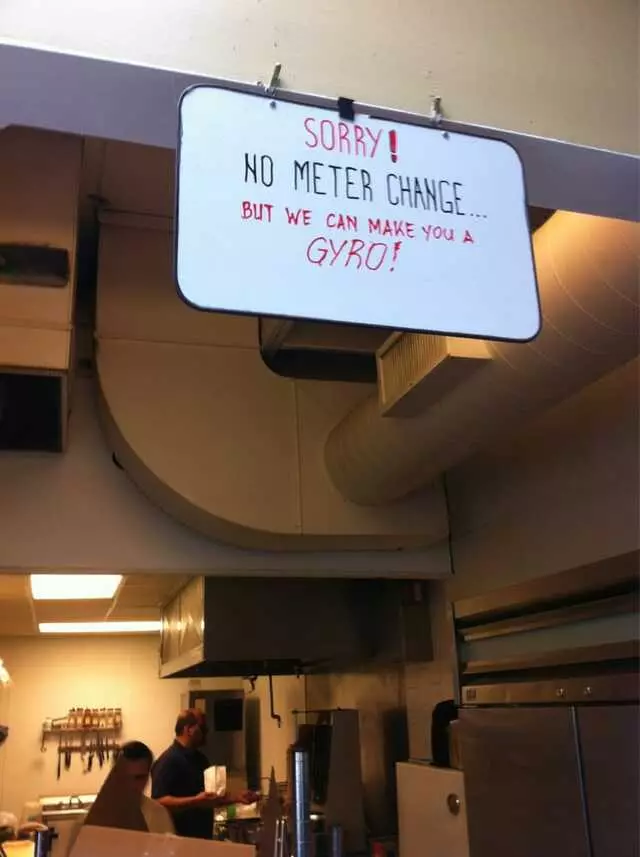 SORRY!
NO METER CHANGE...
BUT WE CAN MAKE YOU A
GYRO!